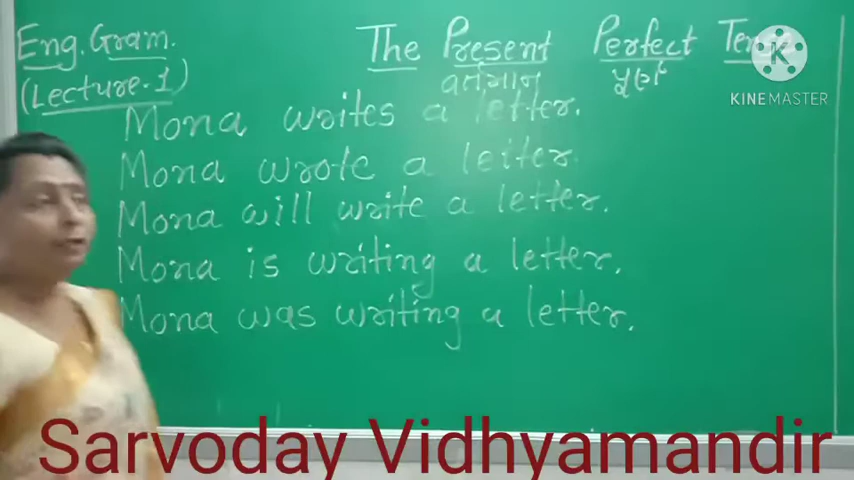 Eng. Gram.
(Lecture-1)
The Present Perfect
વર્તમાન પૂર્ણ
KINEMASTER
Mona writes a letter.
Mona wrote a letter.
Mona will write a letter.
Mona is writing a letter.
Mona was writing a letter.
Sarvoday Vidhyamandir